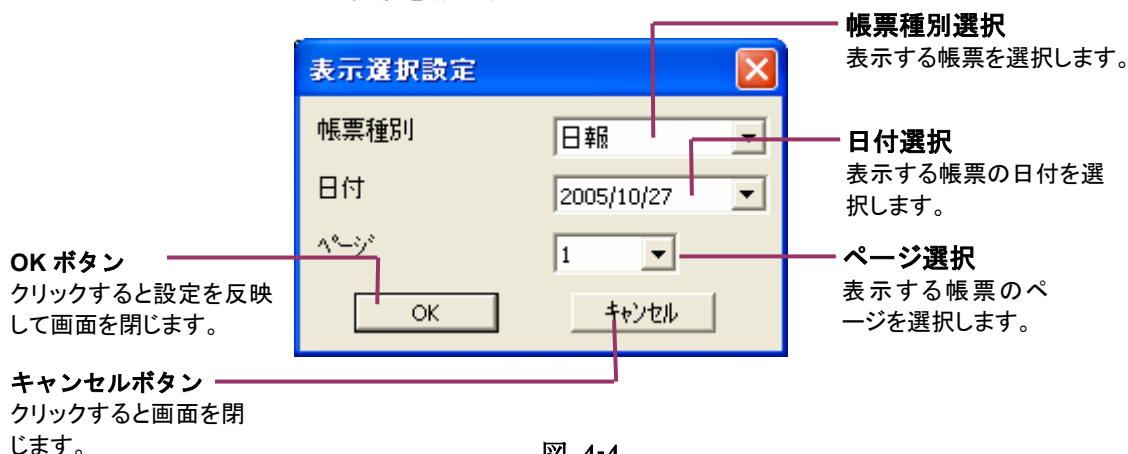 帳票種別選択
表示する帳票を選択します。
表示選択設定
帳票種別
日報
日付選択
表示する帳票の日付を選
択します。
日付
2005/10/27
ページ
1
ページ選択
表示する帳票のペ
ージを選択します。
OK ボタン
クリックすると設定を反映
して画面を閉じます。
OK
キャンセル
キャンセルボタン
クリックすると画面を閉
じます。
図 4-4